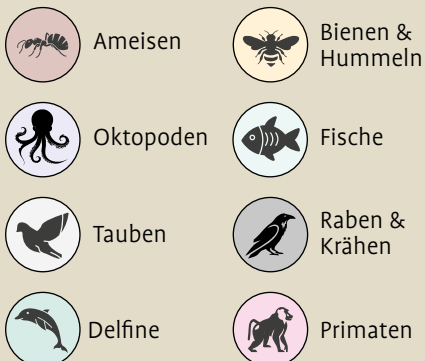 Ameisen
Bienen &
Hummeln
Oktopoden
Fische
Tauben
Raben &
Krähen
Delfine
Primaten